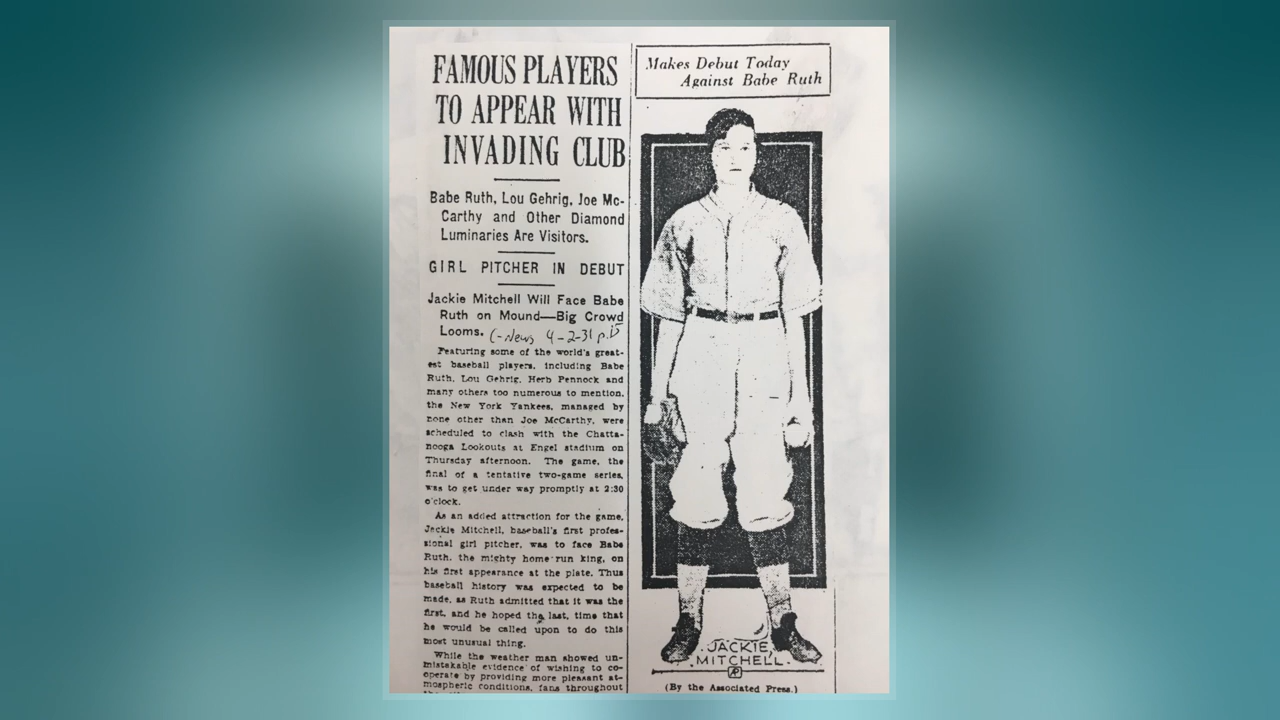 FAMOUS PLAYERS
TO APPEAR WITH
INVADING CLUB
Babe Ruth, Lou Gehrig, Joe Mc-
Carthy and Other Diamond
Luminaries Are Visitors.
GIRL PITCHER IN DEBUT
Jackie Mitchell Will Face Babe
Ruth on Mound—Big Crowd
Looms.
C-News 4-2-31 p.15
Featuring some of the world's great-
est baseball players, including Babe
Ruth, Lou Gehrig, Herb Pennock and
many others too numerous to mention,
the New York Yankees, managed by
none other than Joe McCarthy, were
scheduled to clash with the Chatta-
nooga Lookouts at Engel stadium on
Thursday afternoon. The game, the
final of a tentative two-game series,
was to get under way promptly at 2:30
o'clock.
As an added attraction for the game,
Jackie Mitchell, baseball's first profes-
sional girl pitcher, was to face Babe
Ruth, the mighty home run king, on
his first appearance at the plate. Thus
baseball history was expected to be
made, as Ruth admitted that it was the
first, and he hoped the last, time that
he would be called upon to do this
most unusual thing.
While the weather man showed un-
mistakable evidence of wishing to co-
operate by providing more pleasant at-
mospheric conditions, fans throughout
Makes Debut Today
Against Babe Ruth
JACKIE
MITCHELL
AP
(By the Associated Press.)